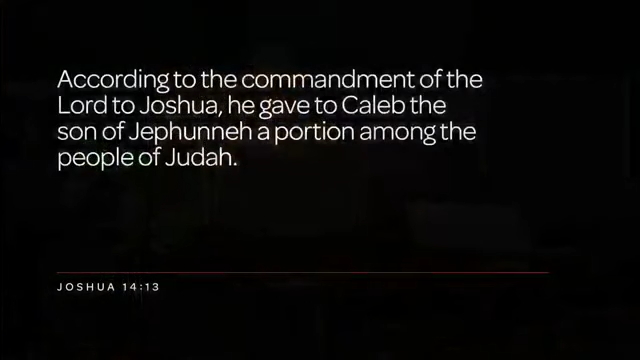 According to the commandment of the
Lord to Joshua, he gave to Caleb the
son of Jephunneh a portion among the
people of Judah.
JOSHUA 14:13